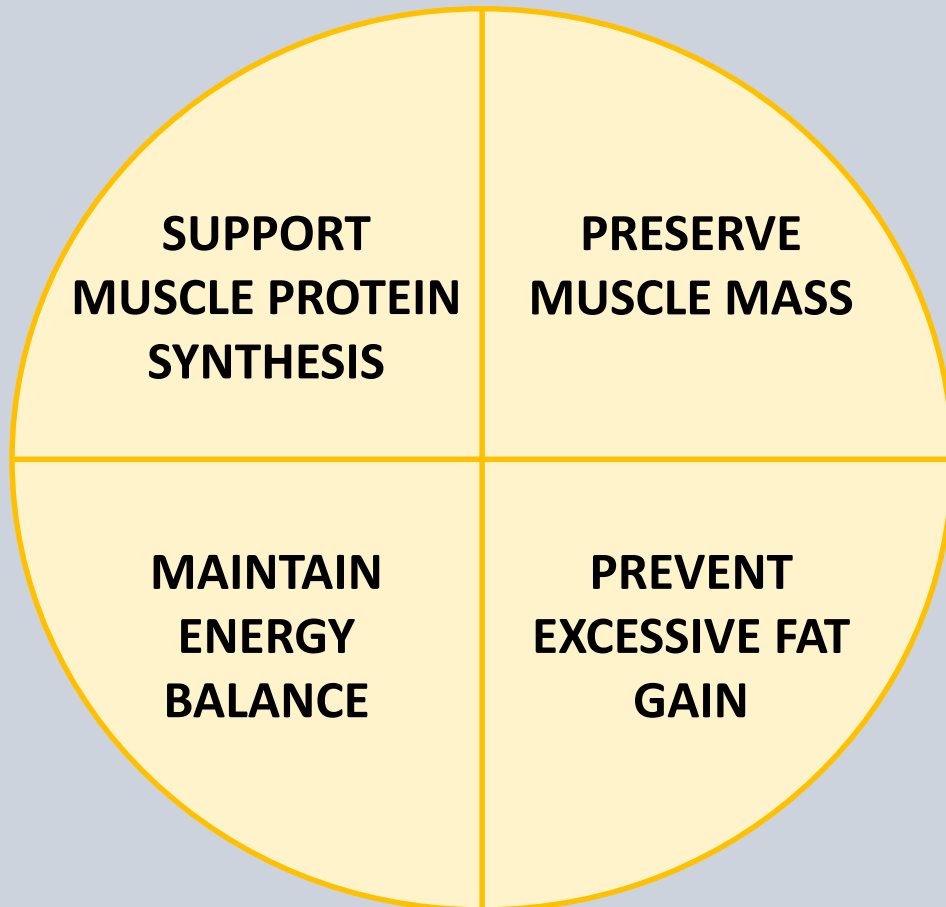 SUPPORT
MUSCLE PROTEIN
SYNTHESIS
PRESERVE
MUSCLE MASS
MAINTAIN
ENERGY
BALANCE
PREVENT
EXCESSIVE FAT
GAIN